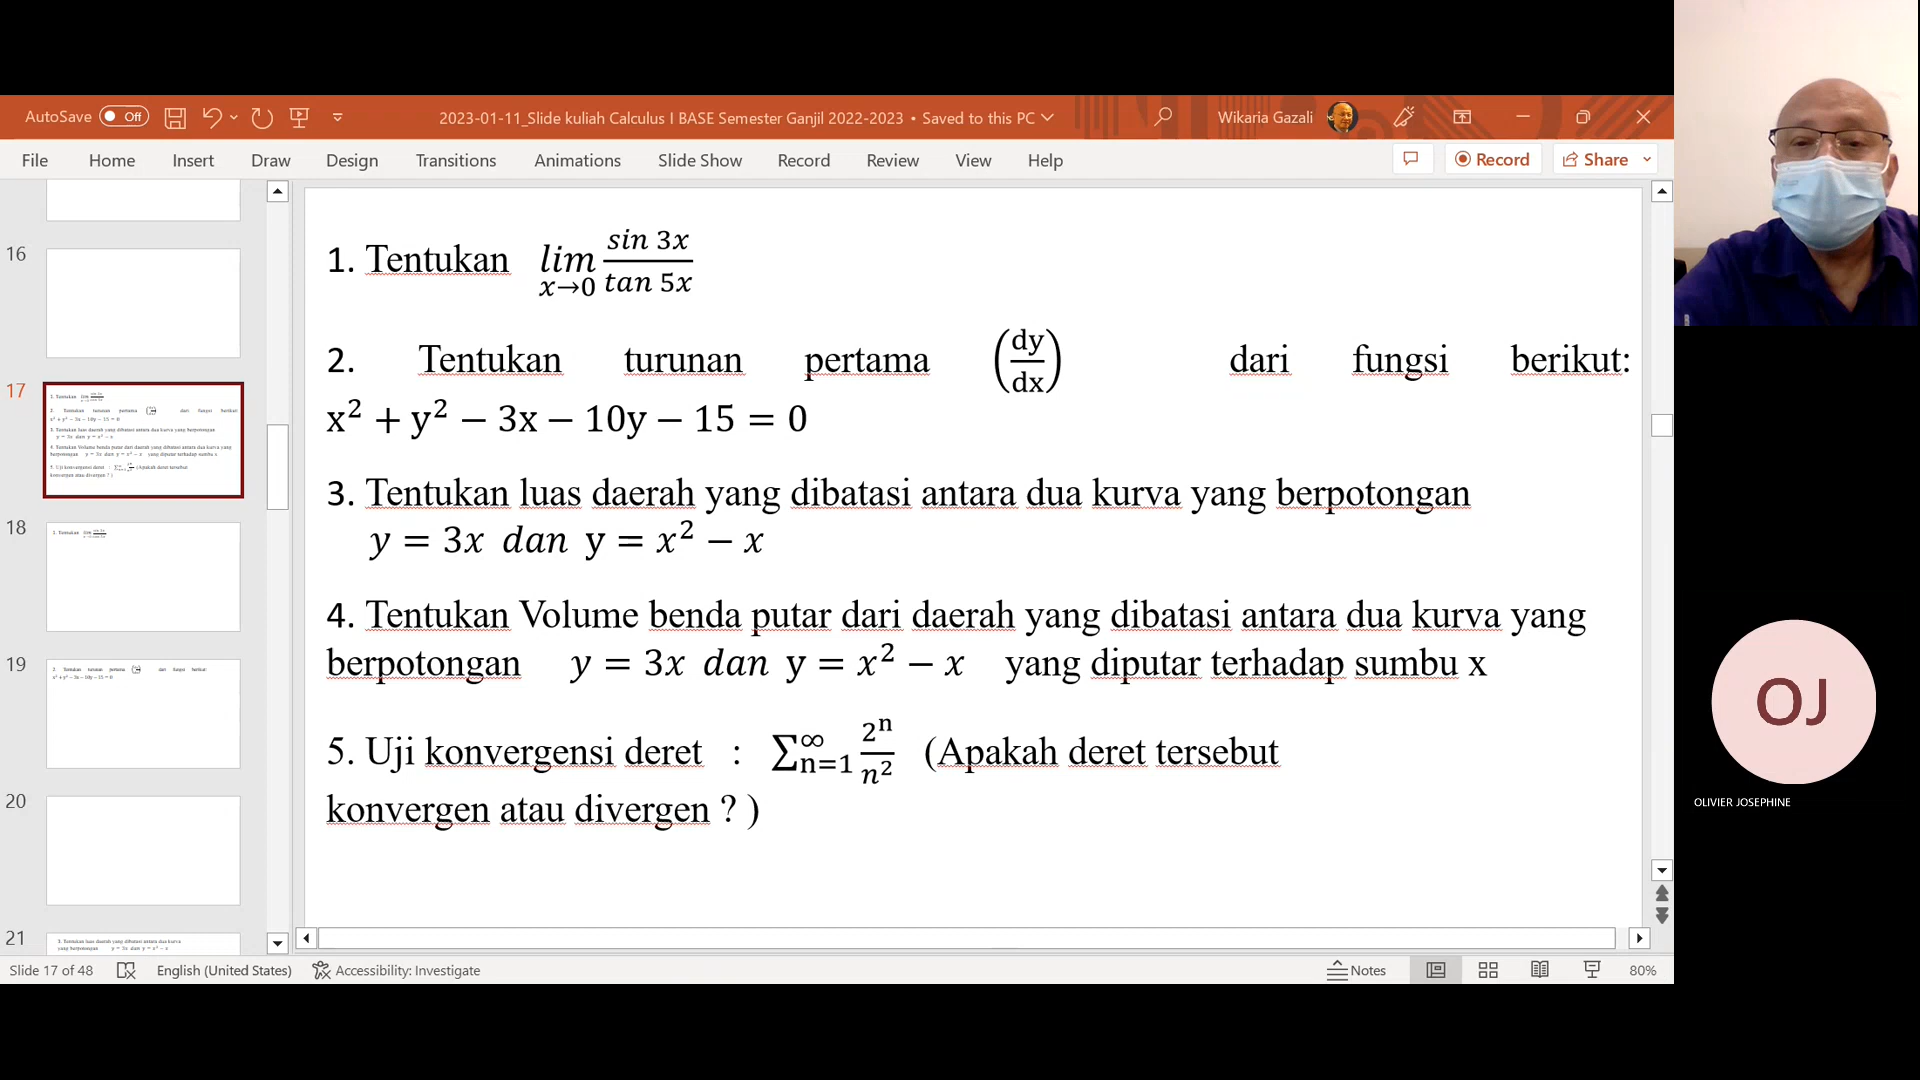 AutoSave Off
2023-01-11_Slide kuliah Calculus I BASE Semester Ganjil 2022-2023 • Saved to this PC
Wikaria Gazali
File Home Insert Draw Design Transitions Animations Slide Show Record Review View Help
Record Share
16
17
18
19
20
21
1. Tentukan lim x→0 sin 3x / tan 5x
2. Tentukan turunan pertama (dy/dx) dari fungsi berikut:
x² + y² − 3x − 10y − 15 = 0
3. Tentukan luas daerah yang dibatasi antara dua kurva yang berpotongan
y = 3x dan y = x² − x
4. Tentukan Volume benda putar dari daerah yang dibatasi antara dua kurva yang
berpotongan y = 3x dan y = x² − x yang diputar terhadap sumbu x
5. Uji konvergensi deret : ∑n=1^∞ 2ⁿ/n² (Apakah deret tersebut
konvergen atau divergen ? )
Slide 17 of 48 English (United States) Accessibility: Investigate
Notes 80%
OJ
OLIVIER JOSEPHINE